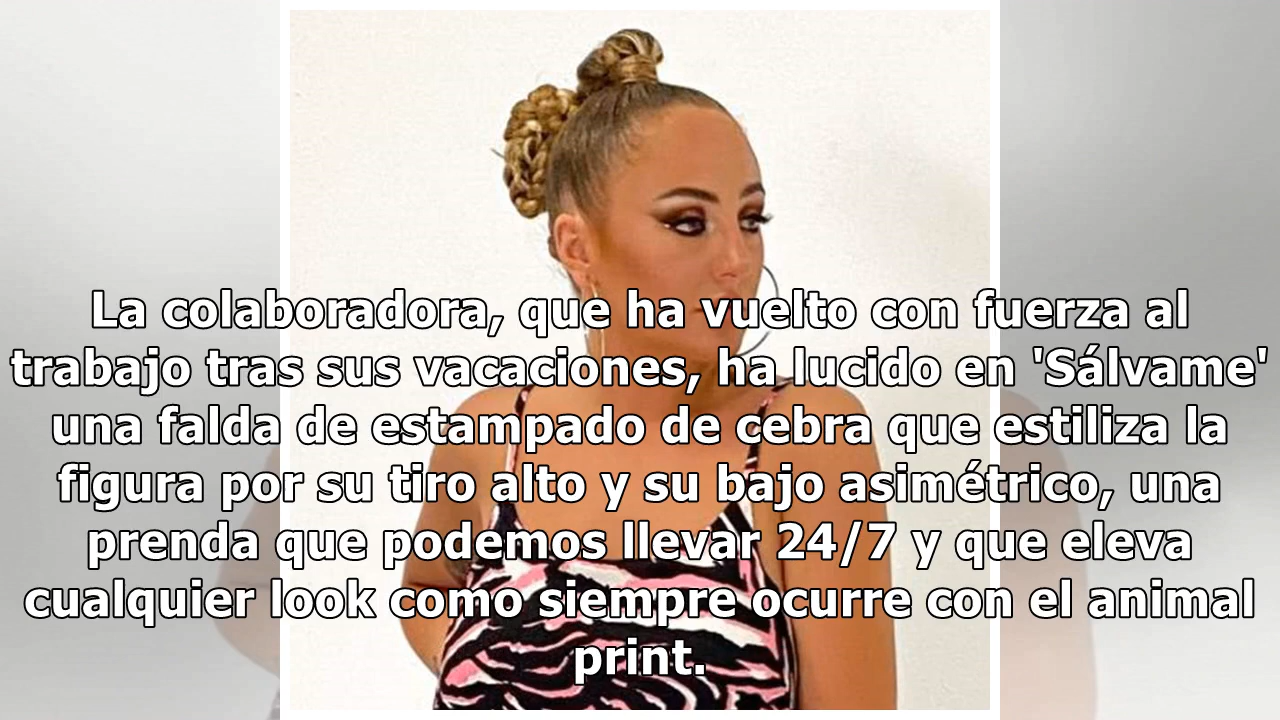 La colaboradora, que ha vuelto con fuerza al
trabajo tras sus vacaciones, ha lucido en 'Sálvame'
una falda de estampado de cebra que estiliza la
figura por su tiro alto y su bajo asimétrico, una
prenda que podemos llevar 24/7 y que eleva
cualquier look como siempre ocurre con el animal
print.